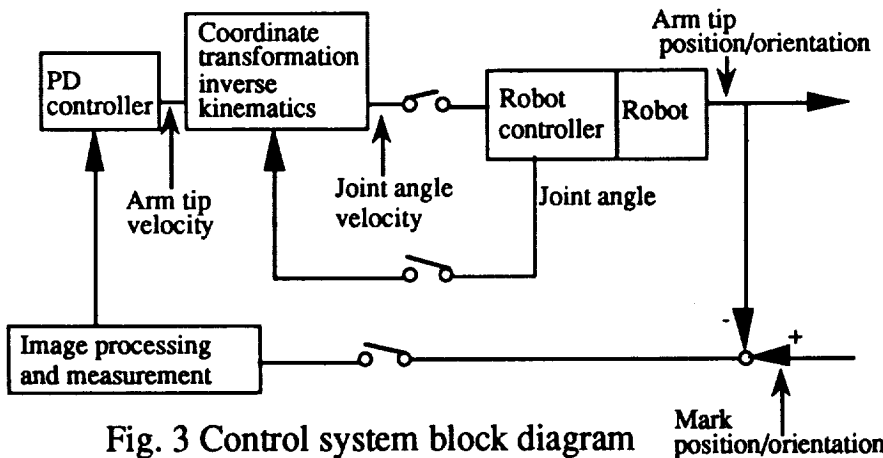 Coordinate
transformation
inverse
kinematics
PD
controller
Arm tip
position/orientation
Robot
controller
Robot
Arm tip
velocity
Joint angle
velocity
Joint angle
Image processing
and measurement
-
+
Mark
position/orientation
Fig. 3 Control system block diagram